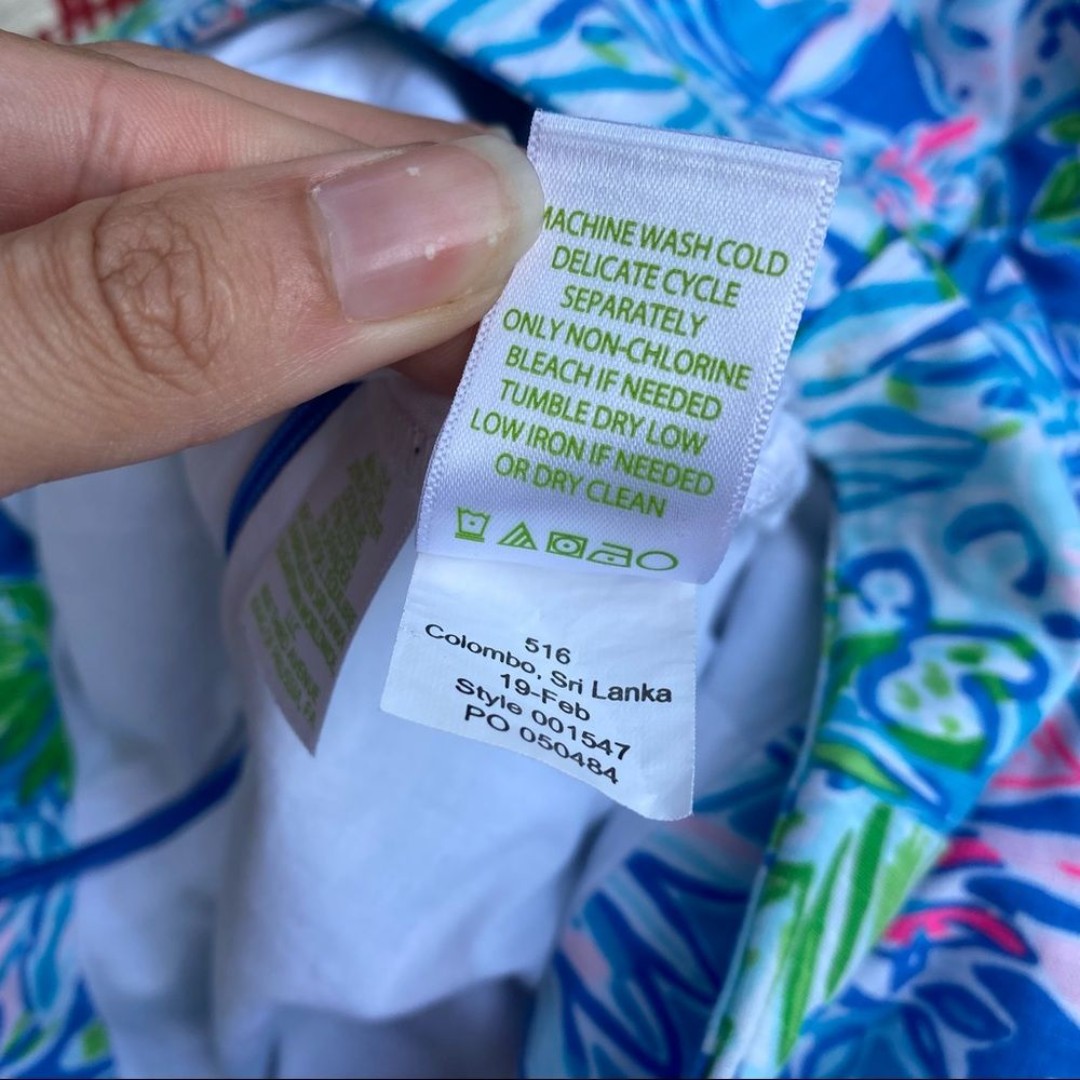 MACHINE WASH COLD
DELICATE CYCLE
SEPARATELY
ONLY NON-CHLORINE
BLEACH IF NEEDED
TUMBLE DRY LOW
LOW IRON IF NEEDED
OR DRY CLEAN
516
Colombo, Sri Lanka
19-Feb
Style 001547
PO 050484